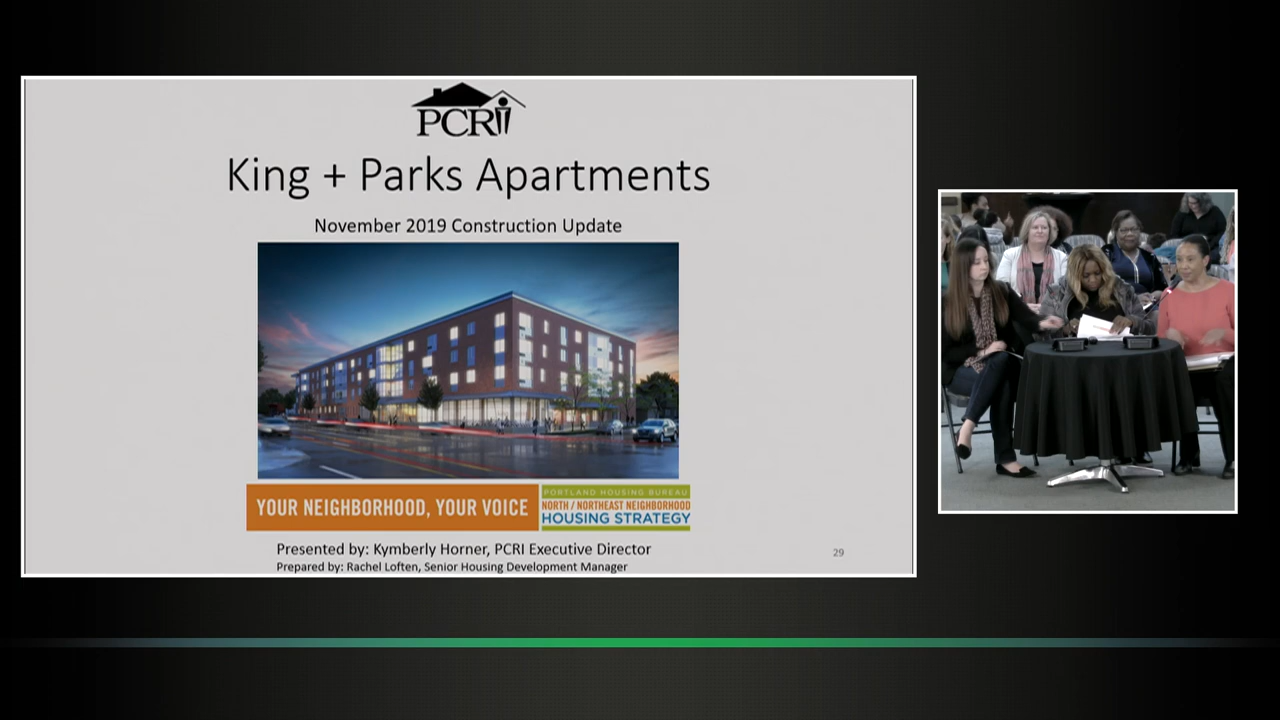 PCRI
King + Parks Apartments
November 2019 Construction Update
YOUR NEIGHBORHOOD, YOUR VOICE
PORTLAND HOUSING BUREAU
NORTH / NORTHEAST NEIGHBORHOOD
HOUSING STRATEGY
Presented by: Kymberly Horner, PCRI Executive Director
Prepared by: Rachel Loften, Senior Housing Development Manager
29